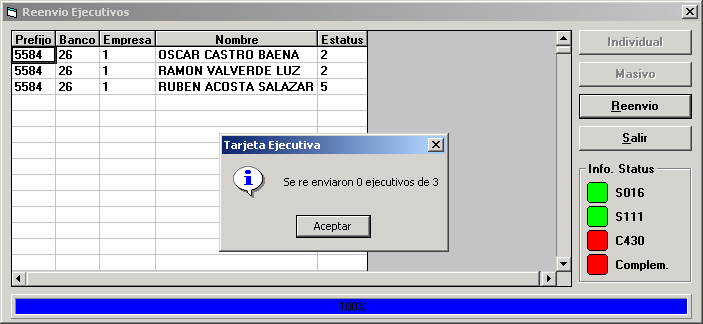 Reenvio Ejecutivos
Prefijo Banco Empresa Nombre Estatus
5584 26 1 OSCAR CASTRO BAENA 2
5584 26 1 RAMON VALVERDE LUZ 2
5584 26 1 RUBEN ACOSTA SALAZAR 5
Individual
Masivo
Reenvio
Salir
Info. Status
S016
S111
C430
Complem.
Tarjeta Ejecutiva
Se re enviaron 0 ejecutivos de 3
Aceptar
100%